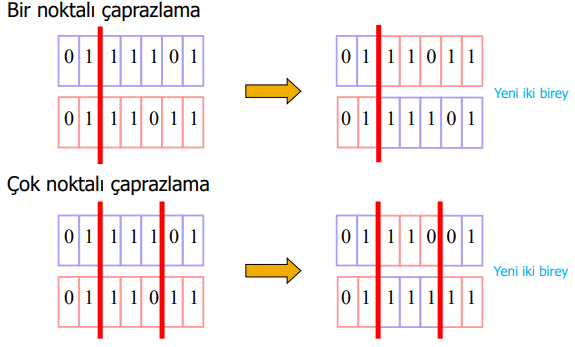 Bir noktalı çaprazlama
0 1 1 1 1 0 1 0 1 1 1 0 1 1
Yeni iki birey
0 1 1 1 0 1 1 0 1 1 1 1 0 1
Çok noktalı çaprazlama
0 1 1 1 1 0 1 0 1 1 1 0 0 1
Yeni iki birey
0 1 1 1 0 1 1 0 1 1 1 1 1 1